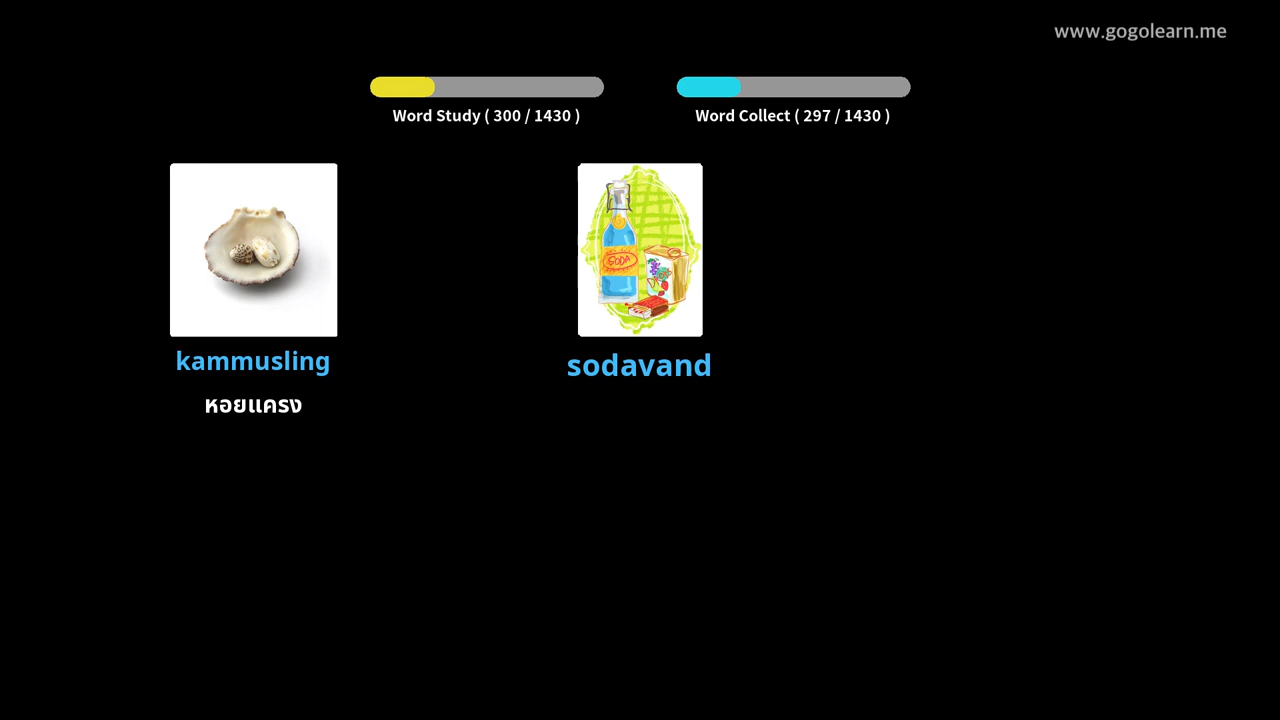 www.gogolearn.me
Word Study ( 300 / 1430 )
Word Collect ( 297 / 1430 )
SODA
kammusling
sodavand
หอยแครง